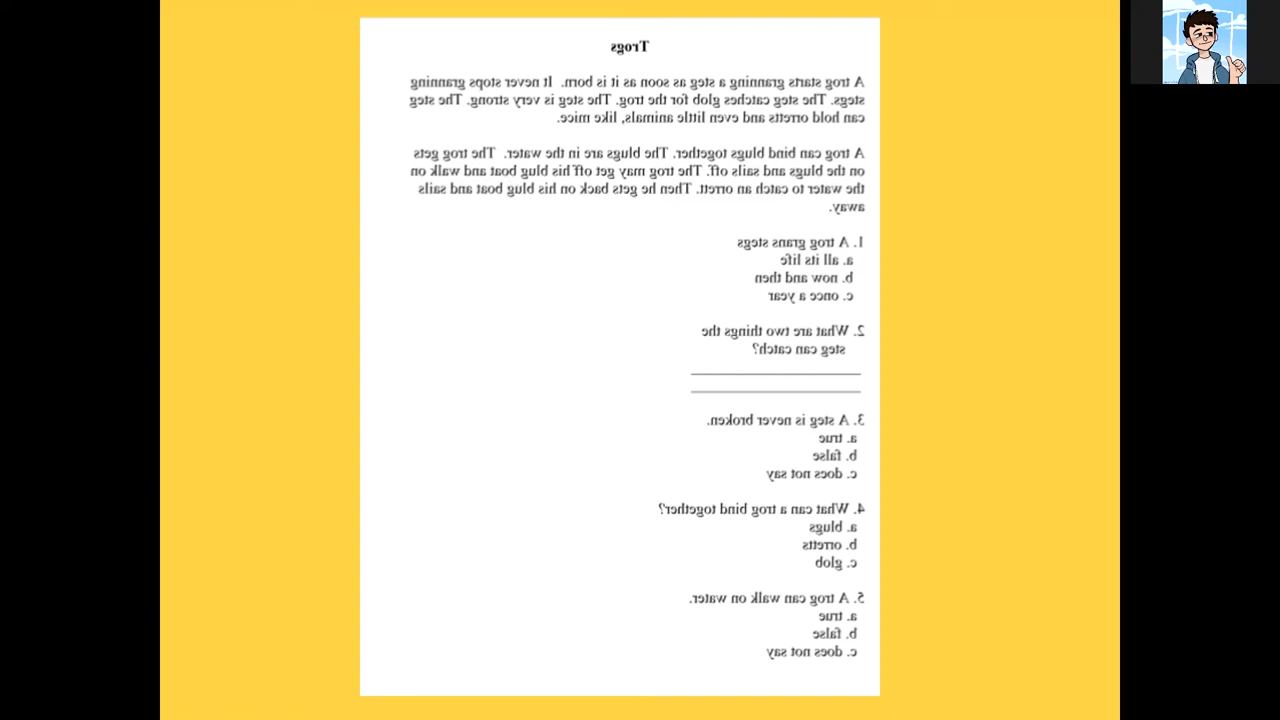 Trogs
A trog starts granning a steg as soon as it is born. It never stops granning
stegs. The steg catches glob for the trog. The steg is very strong. The steg
can hold orretts and even little animals, like mice.
A trog can bind blugs together. The blugs are in the water. The trog gets
on the blugs and sails off. The trog may get off his blug boat and walk on
the water to catch an orrett. Then he gets back on his blug boat and sails
away.
1. A trog grans stegs
a. all its life
b. now and then
c. once a year
2. What are two things the
steg can catch?
3. A steg is never broken.
a. true
b. false
c. does not say
4. What can a trog bind together?
a. blugs
b. orretts
c. glob
5. A trog can walk on water.
a. true
b. false
c. does not say